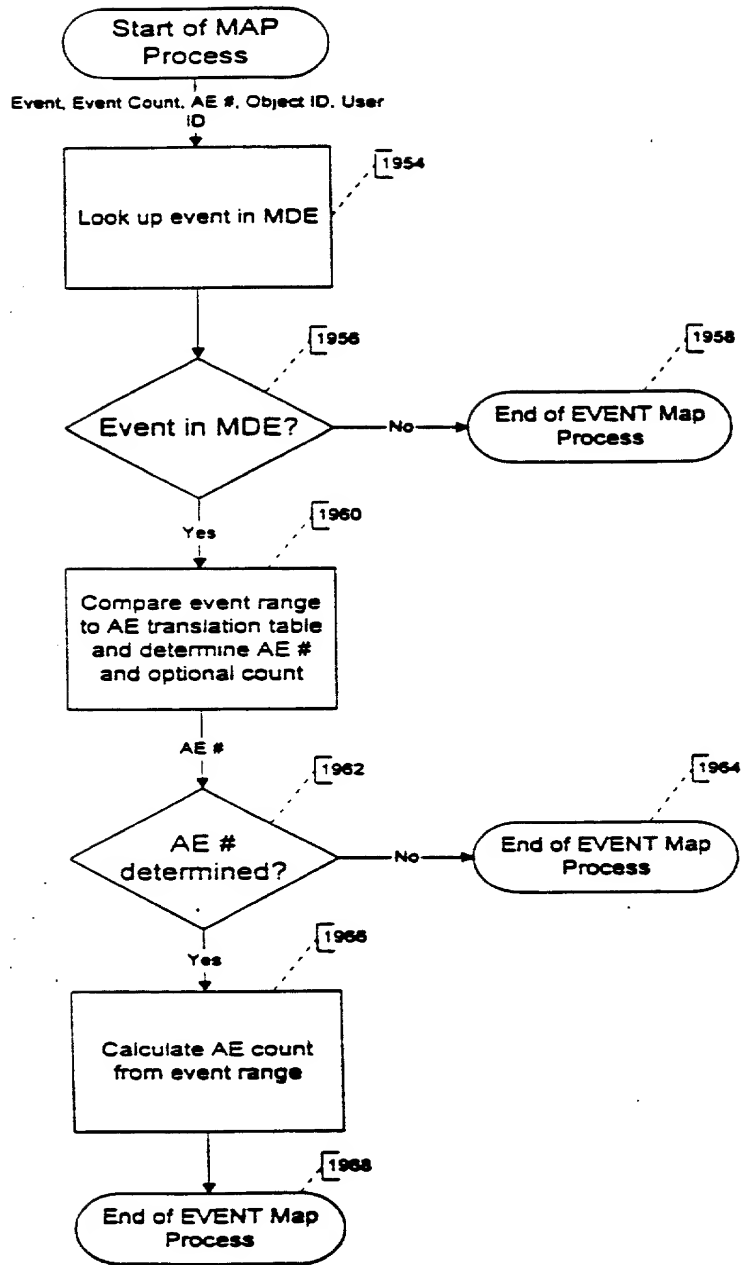 Start of MAP
Process
Event, Event Count, AE #, Object ID, User
ID
1954
Look up event in MDE
1956
1958
Event in MDE?
No
End of EVENT Map
Process
Yes
1960
Compare event range
to AE translation table
and determine AE #
and optional count
AE #
1962
1964
AE #
determined?
No
End of EVENT Map
Process
Yes
1966
Calculate AE count
from event range
1968
End of EVENT Map
Process